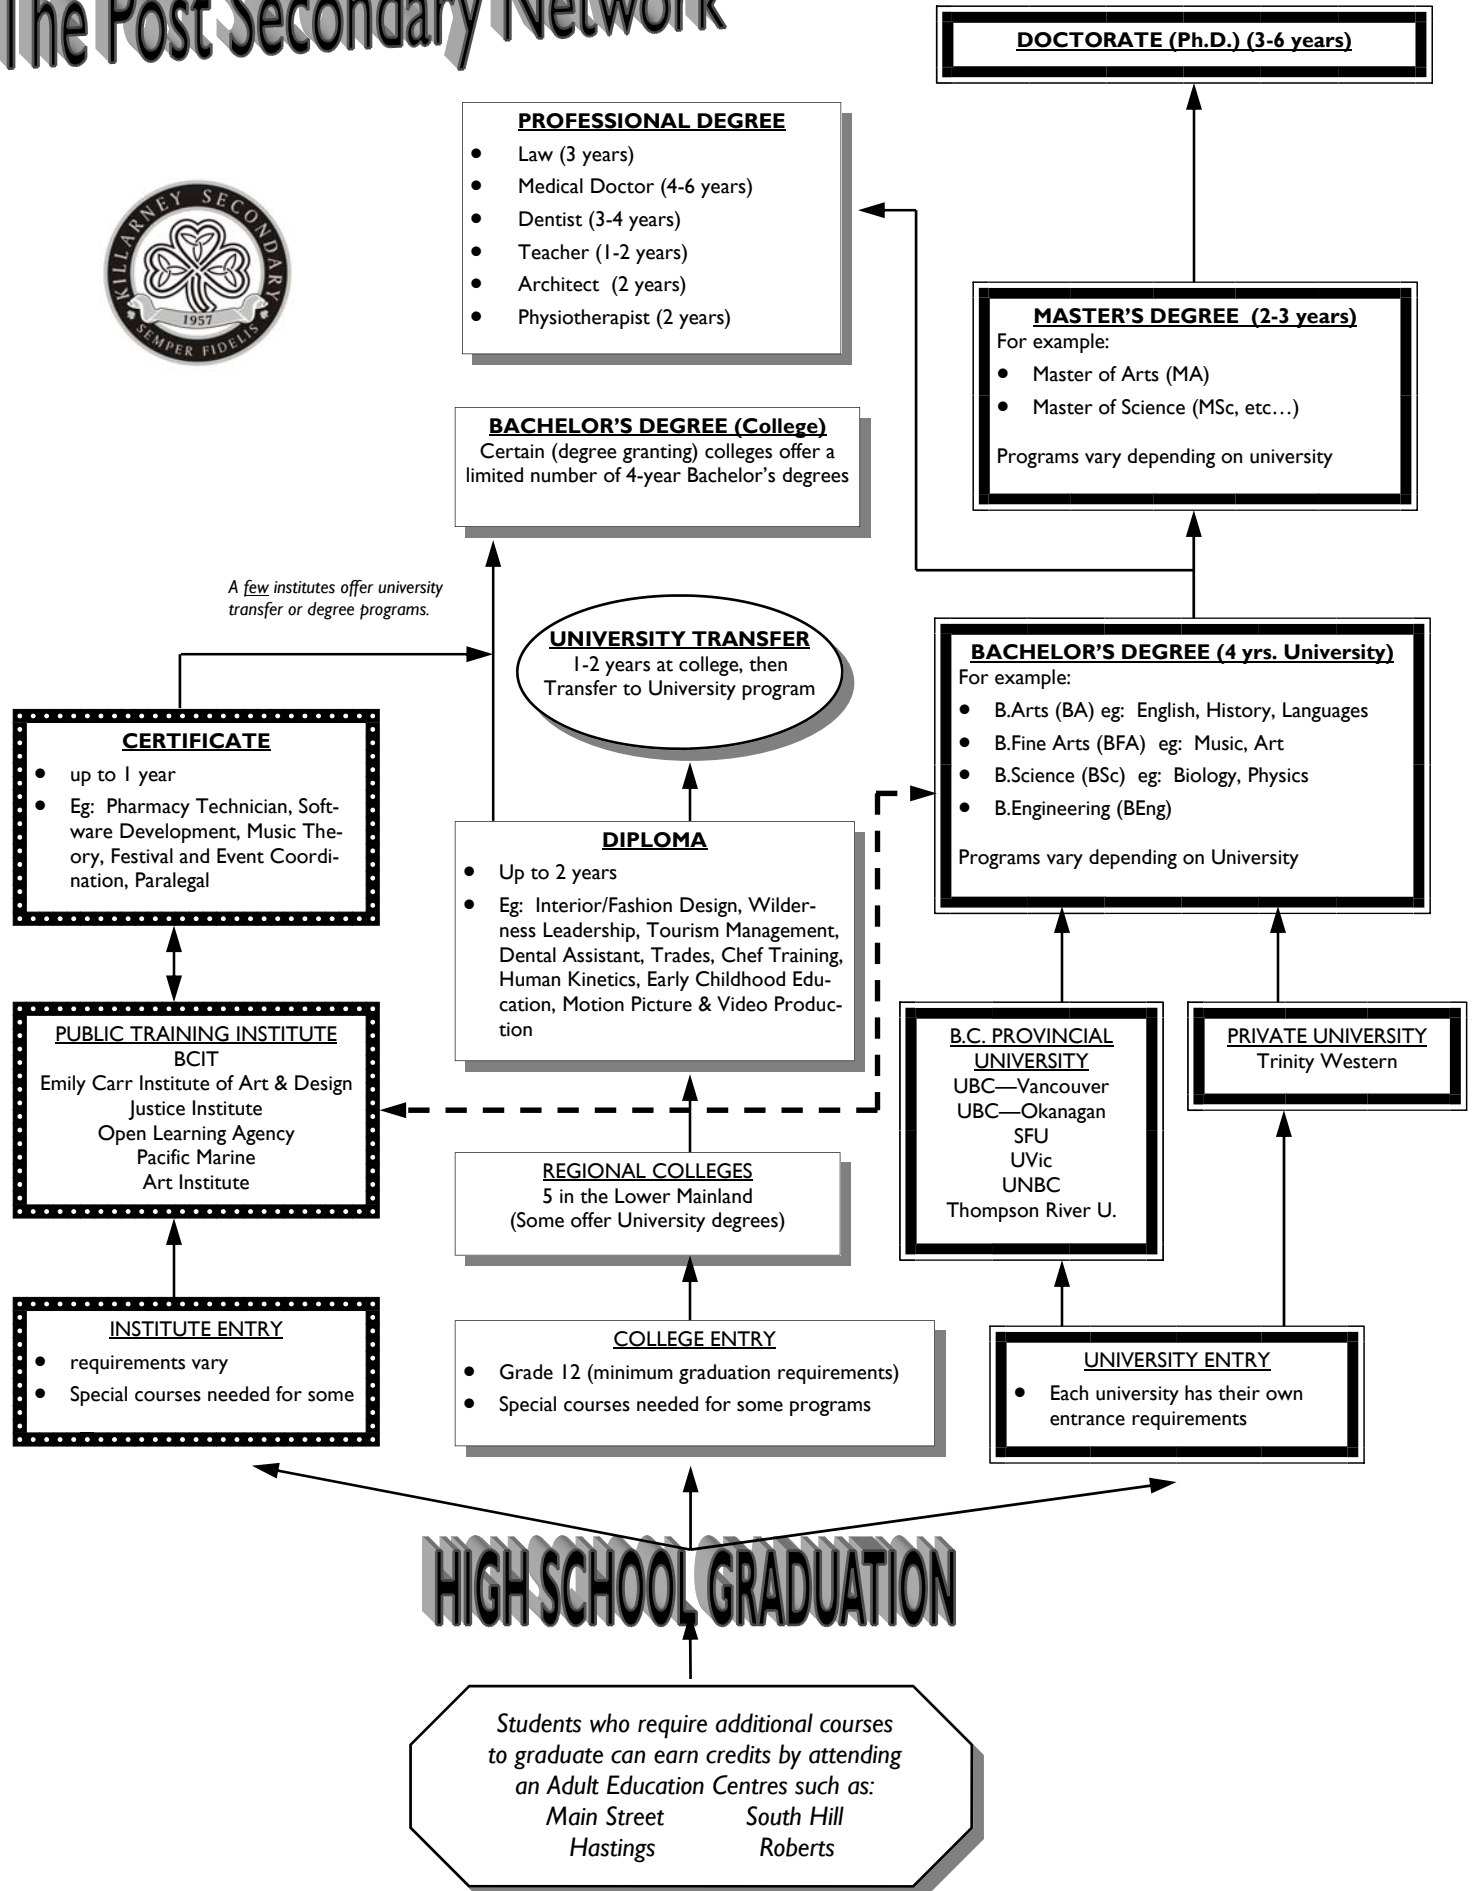 The Post Secondary Network
DOCTORATE (Ph.D.) (3-6 years)
PROFESSIONAL DEGREE
• Law (3 years)
• Medical Doctor (4-6 years)
• Dentist (3-4 years)
• Teacher (1-2 years)
• Architect (2 years)
• Physiotherapist (2 years)
KILLARNEY SECONDARY
1957
SEMPER FIDELIS
MASTER'S DEGREE (2-3 years)
For example:
• Master of Arts (MA)
• Master of Science (MSc, etc…)
Programs vary depending on university
BACHELOR'S DEGREE (College)
Certain (degree granting) colleges offer a
limited number of 4-year Bachelor's degrees
A few institutes offer university
transfer or degree programs.
UNIVERSITY TRANSFER
1-2 years at college, then
Transfer to University program
BACHELOR'S DEGREE (4 yrs. University)
For example:
• B.Arts (BA) eg: English, History, Languages
• B.Fine Arts (BFA) eg: Music, Art
• B.Science (BSc) eg: Biology, Physics
• B.Engineering (BEng)
Programs vary depending on University
CERTIFICATE
• up to 1 year
• Eg: Pharmacy Technician, Soft-
ware Development, Music The-
ory, Festival and Event Coordi-
nation, Paralegal
DIPLOMA
• Up to 2 years
• Eg: Interior/Fashion Design, Wilder-
ness Leadership, Tourism Management,
Dental Assistant, Trades, Chef Training,
Human Kinetics, Early Childhood Edu-
cation, Motion Picture & Video Produc-
tion
PUBLIC TRAINING INSTITUTE
BCIT
Emily Carr Institute of Art & Design
Justice Institute
Open Learning Agency
Pacific Marine
Art Institute
REGIONAL COLLEGES
5 in the Lower Mainland
(Some offer University degrees)
B.C. PROVINCIAL
UNIVERSITY
UBC—Vancouver
UBC—Okanagan
SFU
UVic
UNBC
Thompson River U.
PRIVATE UNIVERSITY
Trinity Western
INSTITUTE ENTRY
• requirements vary
• Special courses needed for some
COLLEGE ENTRY
• Grade 12 (minimum graduation requirements)
• Special courses needed for some programs
UNIVERSITY ENTRY
• Each university has their own
entrance requirements
HIGH SCHOOL GRADUATION
Students who require additional courses
to graduate can earn credits by attending
an Adult Education Centres such as:
Main Street South Hill
Hastings Roberts